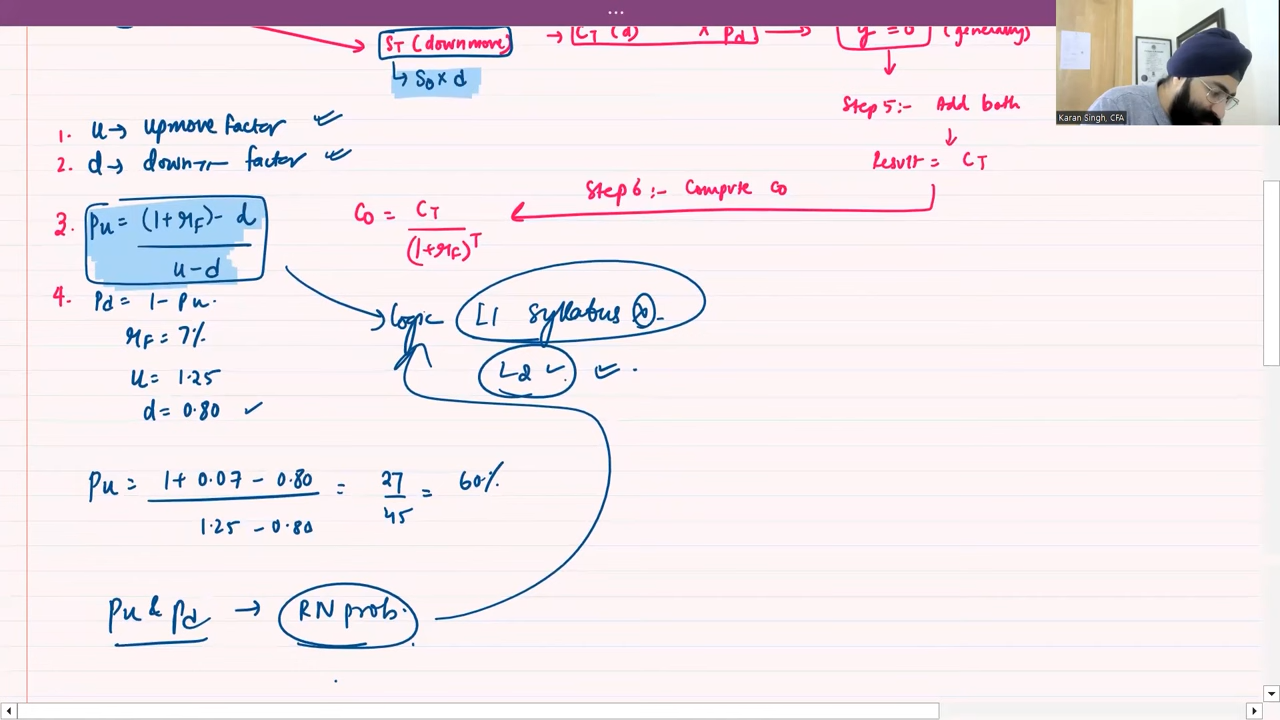 ...
ST (downmove) → CT (d) × Pd → y = 0 (generally)
↳ S0 × d
Step 5:- Add both
Karan Singh, CFA
1. u → upmove factor
2. d → down-"- factor
Result = CT
Step 6:- Compute C0
3. Pu = (1+rF) - d
u - d
C0 = CT
(1+rF)^T
4. Pd = 1 - Pu.
Logic L1 Syllabus
rF = 7%
L2 ✓
u = 1.25
d = 0.80 ✓
Pu = 1 + 0.07 - 0.80 = 27 = 60%
1.25 - 0.80 45
Pu & Pd → RN prob.